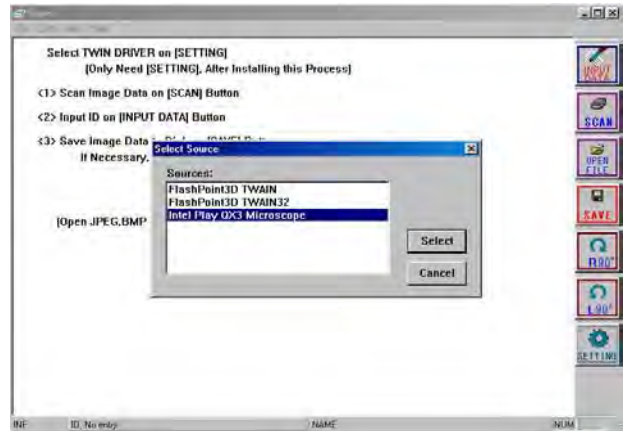 Select TWIN DRIVER on [SETTING]
[Only Need [SETTING], After Installing this Process]
<1> Scan Image Data on [SCAN] Button
<2> Input ID on [INPUT DATA] Button
<3> Save Image Data
If Necessary,
[Open JPEG,BMP
Select Source
Sources:
FlashPoint3D TWAIN
FlashPoint3D TWAIN32
Intel Play QX3 Microscope
Select
Cancel
INPUT
SCAN
OPEN
FILE
SAVE
R90°
L90°
SETTING
INF
ID, No entry
NAME
NUM